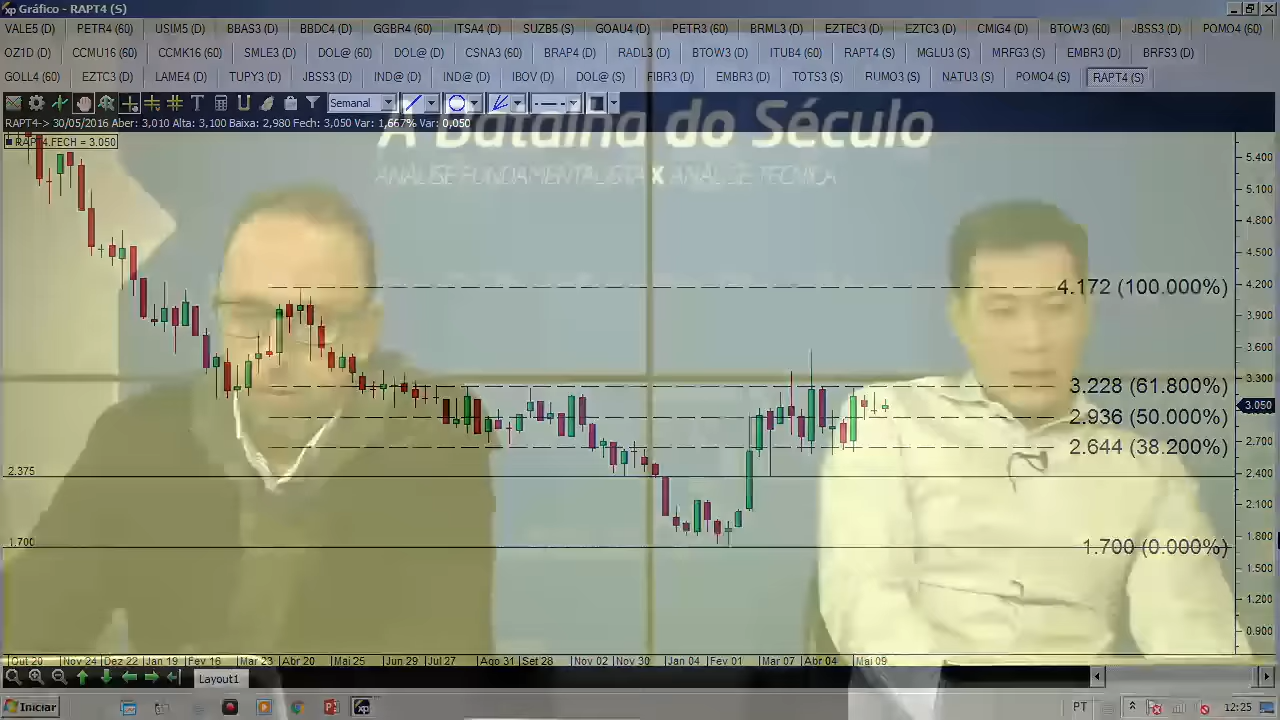 Gráfico - RAPT4 (S)
VALE5 (D) PETR4 (60) USIM5 (D) BBAS3 (D) BBDC4 (D) GGBR4 (60) ITSA4 (D) SUZB5 (S) GOAU4 (D) PETR3 (60) BRML3 (D) EZTEC3 (D) EZTC3 (D) CMIG4 (D) BTOW3 (60) JBSS3 (D) POMO4 (60)
OZ1D (D) CCMU16 (60) CCMK16 (60) SMLE3 (D) DOL@ (60) DOL@ (D) CSNA3 (60) BRAP4 (D) RADL3 (D) BTOW3 (D) ITUB4 (60) RAPT4 (S) MGLU3 (S) MRFG3 (S) EMBR3 (D) BRFS3 (D)
GOLL4 (60) EZTC3 (D) LAME4 (D) TUPY3 (D) JBSS3 (D) IND@ (D) IND@ (D) IBOV (D) DOL@ (S) FIBR3 (D) EMBR3 (D) TOTS3 (S) RUMO3 (S) NATU3 (S) POMO4 (S) RAPT4 (S)
Semanal
RAPT4-> 30/05/2016 Aber: 3,010 Alta: 3,100 Baixa: 2,980 Fech: 3,050 Var: 1,667% Var: 0,050
A Batalha do Século
ANÁLISE FUNDAMENTALISTA X ANÁLISE TÉCNICA
RAPT4.FECH = 3.050
5.400
5.100
4.800
4.500
4.200
3.900
3.600
3.300
3.050
2.700
2.400
2.100
1.800
1.500
1.200
0.900
4.172 (100.000%)
3.228 (61.800%)
2.936 (50.000%)
2.644 (38.200%)
2.375
1.700
1.700 (0.000%)
Out 20 Nov 24 Dez 22 Jan 19 Fev 16 Mar 23 Abr 20 Mai 25 Jun 29 Jul 27 Ago 31 Set 28 Nov 02 Nov 30 Jan 04 Fev 01 Mar 07 Abr 04 Mai 09
Layout1
Iniciar
xp
PT
12:25